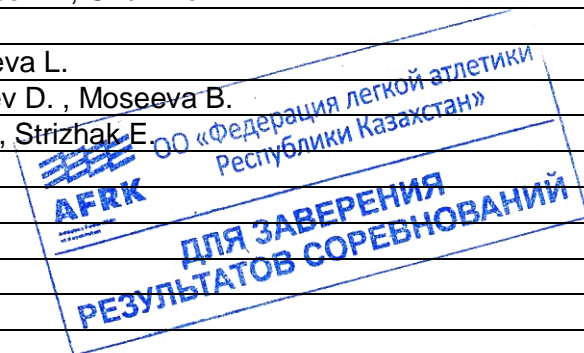 eva L.
ev D. , Moseeva B.
, Strizhak E.
ОО «Федерация легкой атлетики
Республики Казахстан»
AFRK
ДЛЯ ЗАВЕРЕНИЯ
РЕЗУЛЬТАТОВ СОРЕВНОВАНИЙ